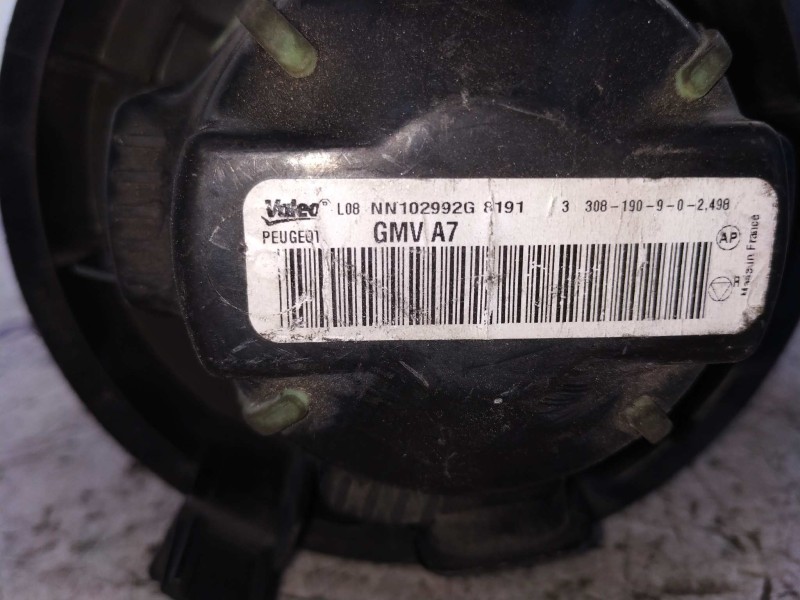 Valeo® L08 NN102992G 8191 3 308-190-9-0-2,498
PEUGEOT GMV A7 AP
Made in France
R